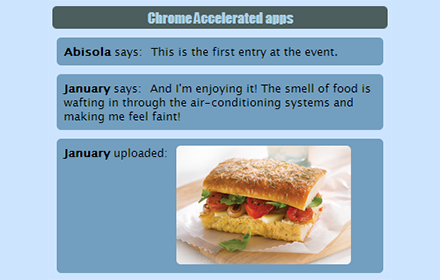 Chrome Accelerated apps
Abisola says: This is the first entry at the event.
January says: And I'm enjoying it! The smell of food is
wafting in through the air-conditioning systems and
making me feel faint!
January uploaded: